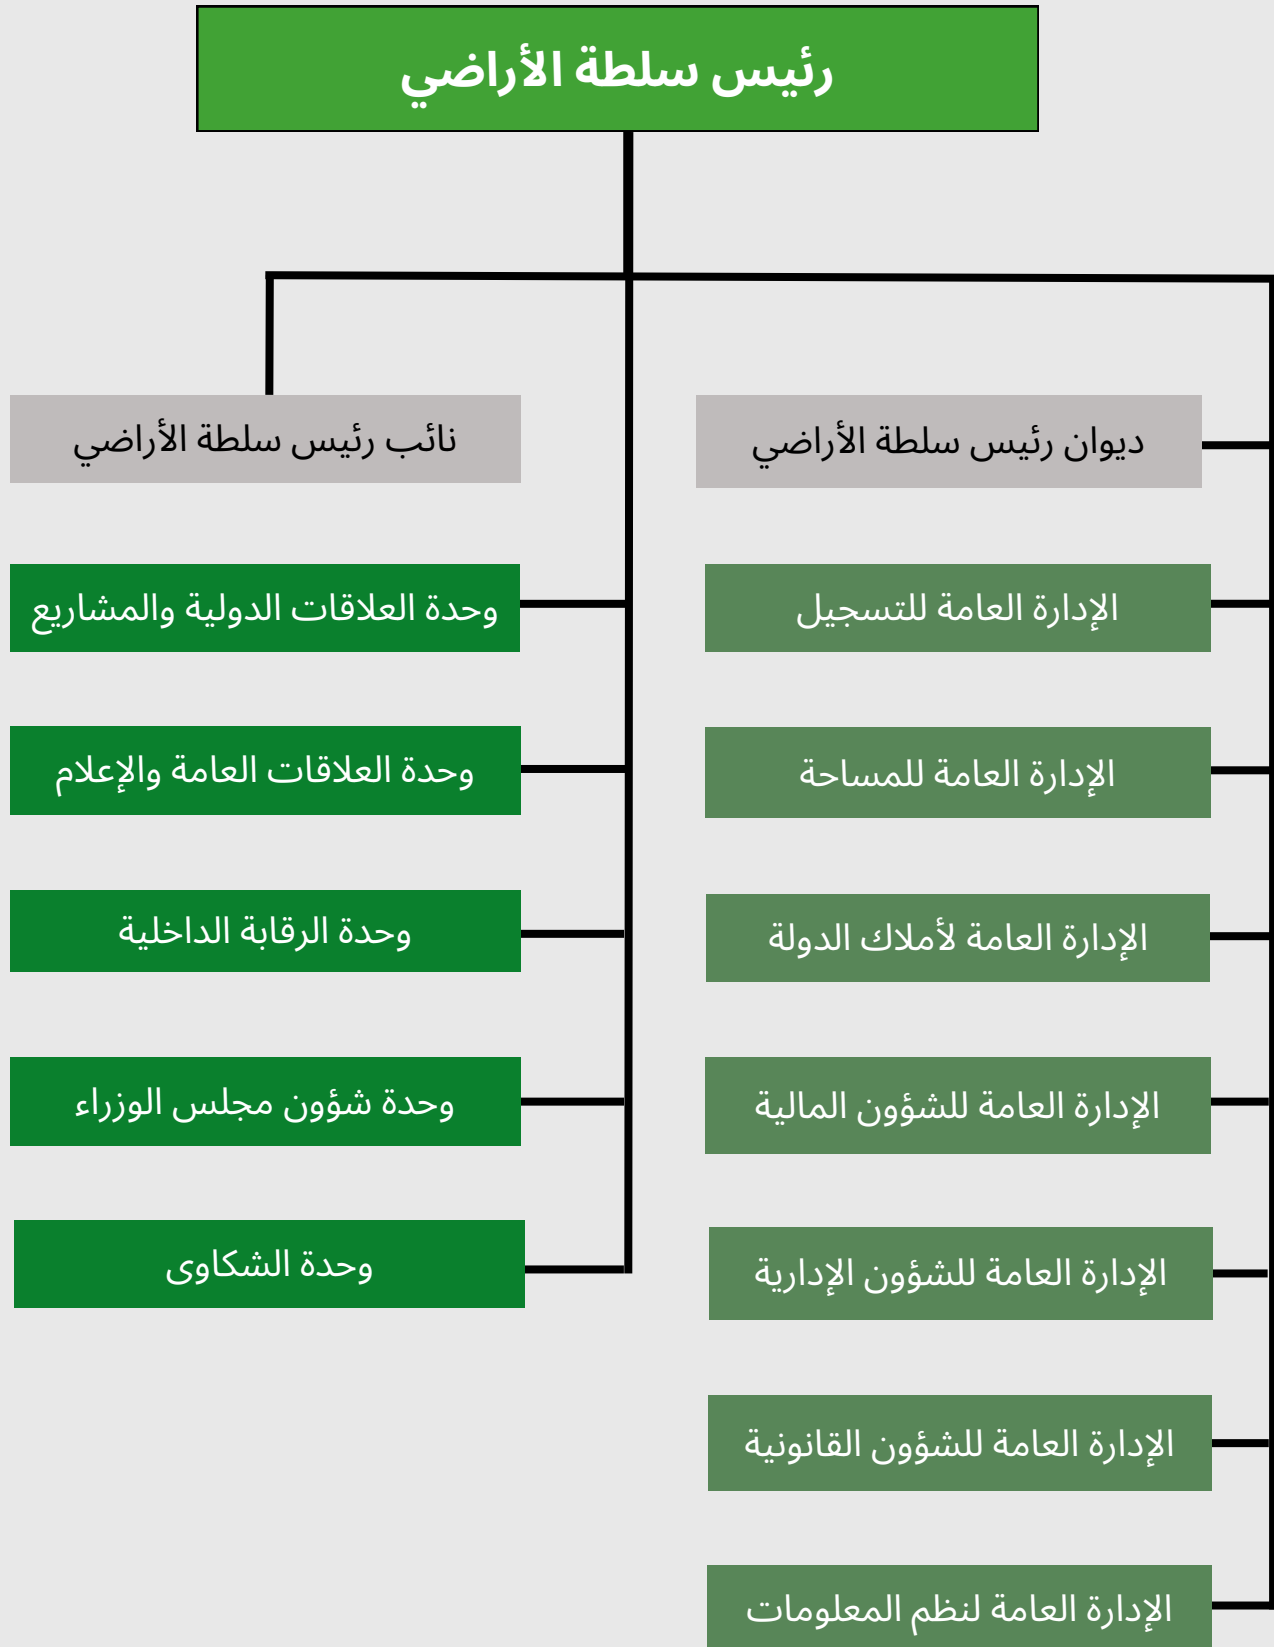 رئيس سلطة الأراضي
ديوان رئيس سلطة الأراضي
نائب رئيس سلطة الأراضي
الإدارة العامة للتسجيل
وحدة العلاقات الدولية والمشاريع
الإدارة العامة للمساحة
وحدة العلاقات العامة والإعلام
الإدارة العامة لأملاك الدولة
وحدة الرقابة الداخلية
الإدارة العامة للشؤون المالية
وحدة شؤون مجلس الوزراء
الإدارة العامة للشؤون الإدارية
وحدة الشكاوى
الإدارة العامة للشؤون القانونية
الإدارة العامة لنظم المعلومات